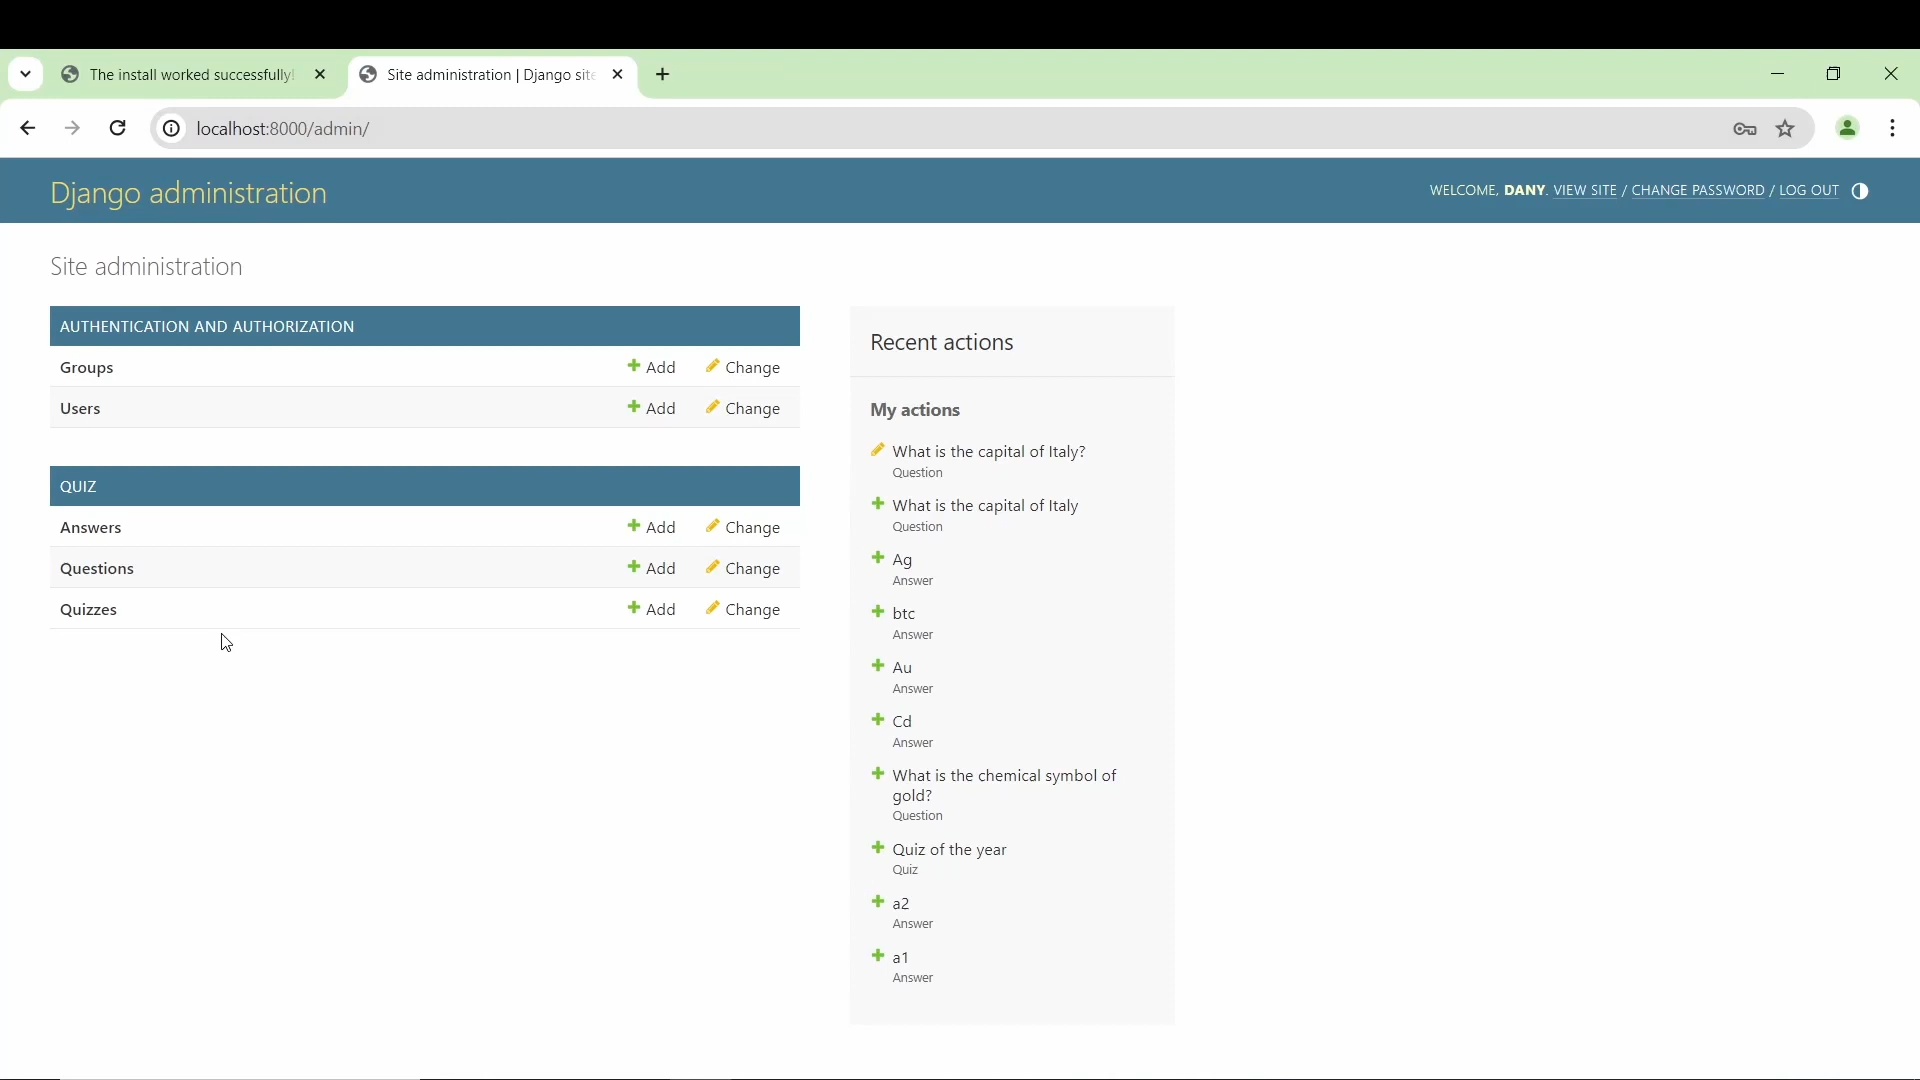 The install worked successfully!
Site administration | Django site
localhost:8000/admin/
Django administration
WELCOME, DANY. VIEW SITE / CHANGE PASSWORD / LOG OUT
Site administration
AUTHENTICATION AND AUTHORIZATION
Groups Add Change
Users Add Change
QUIZ
Answers Add Change
Questions Add Change
Quizzes Add Change
Recent actions
My actions
What is the capital of Italy?
Question
What is the capital of Italy
Question
Ag
Answer
btc
Answer
Au
Answer
Cd
Answer
What is the chemical symbol of
gold?
Question
Quiz of the year
Quiz
a2
Answer
a1
Answer